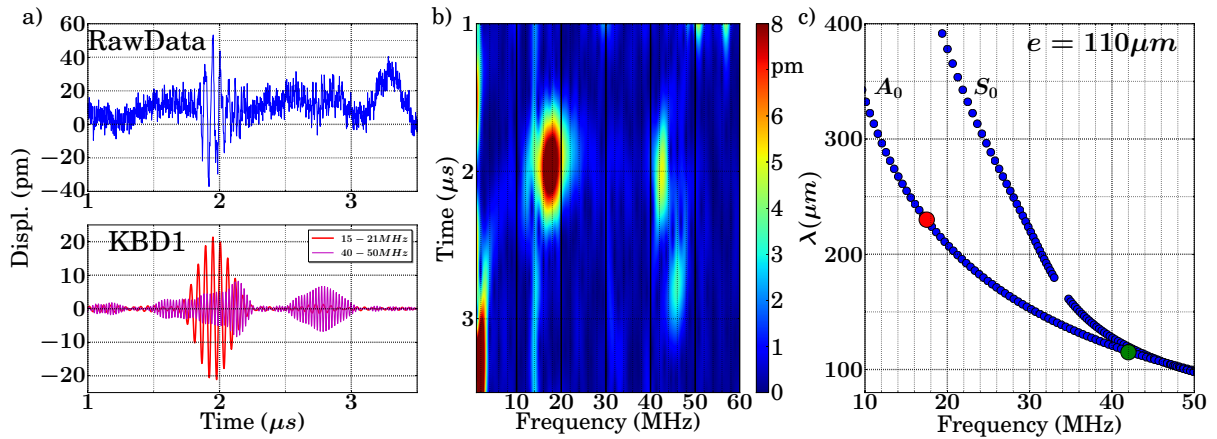 a)
RawData
60
40
20
0
−20
−40
60
1 2 3
Displ. (pm)
KBD1
15 − 21MHz
40 − 50MHz
20
10
0
−10
−20
1 2 3
Time (μs)
b)
1
2
3
Time (μs)
10 20 30 40 50 60
Frequency (MHz)
8
pm
7
6
5
4
3
2
1
0
c)
e = 110μm
A0
S0
400
300
200
100
λ(μm)
10 20 30 40 50
Frequency (MHz)